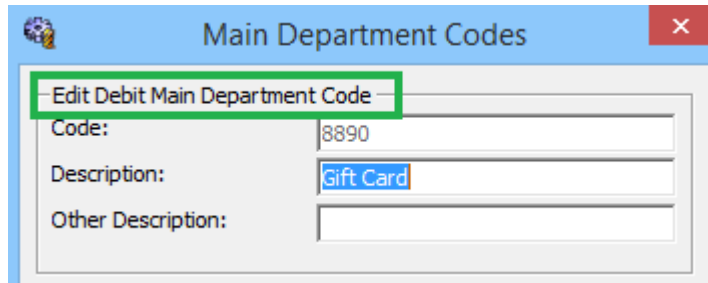 Main Department Codes
Edit Debit Main Department Code
Code: 8890
Description: Gift Card
Other Description: